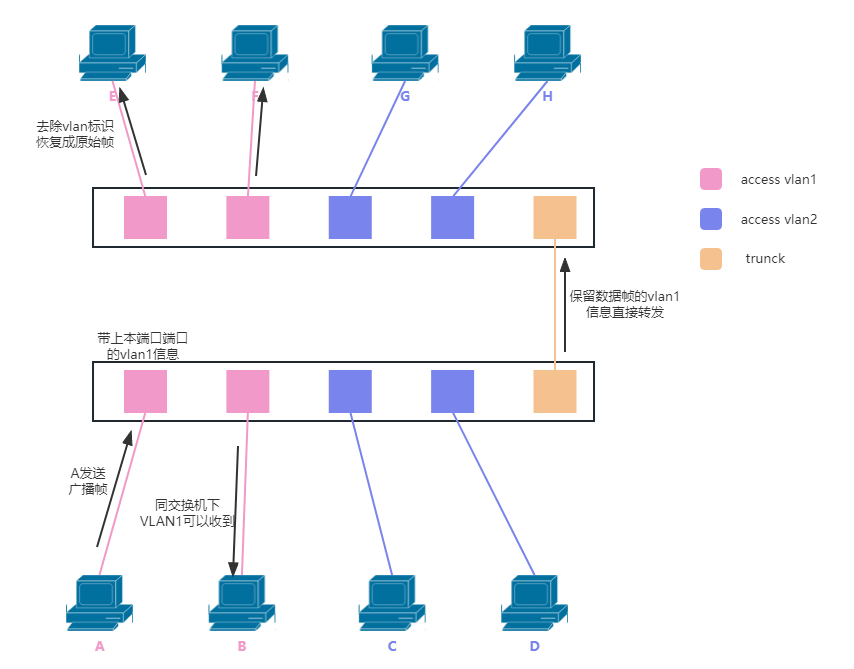 E
F
G
H
去除vlan标识
恢复成原始帧
access vlan1
access vlan2
trunck
保留数据帧的vlan1
信息直接转发
带上本端口端口
的vlan1信息
A发送
广播帧
同交换机下
VLAN1可以收到
A
B
C
D